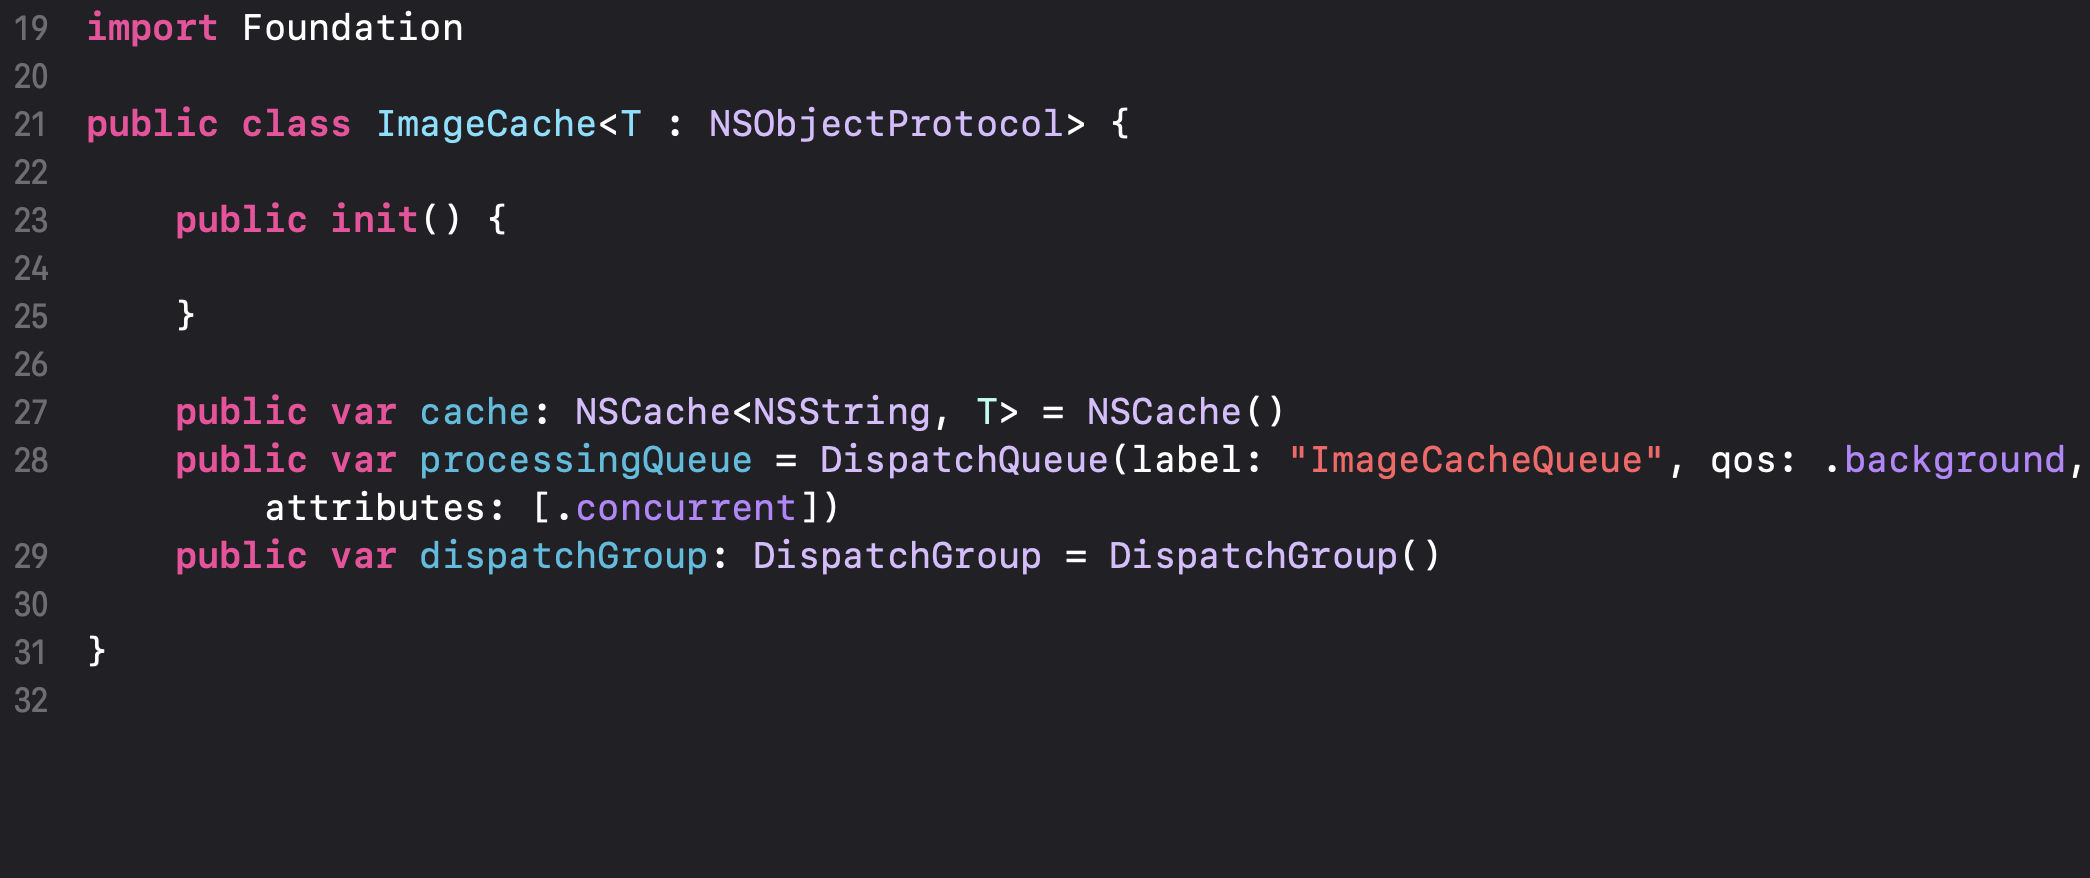 19 import Foundation
20
21 public class ImageCache<T : NSObjectProtocol> {
22
23     public init() {
24
25     }
26
27     public var cache: NSCache<NSString, T> = NSCache()
28     public var processingQueue = DispatchQueue(label: "ImageCacheQueue", qos: .background,
            attributes: [.concurrent])
29     public var dispatchGroup: DispatchGroup = DispatchGroup()
30
31 }
32